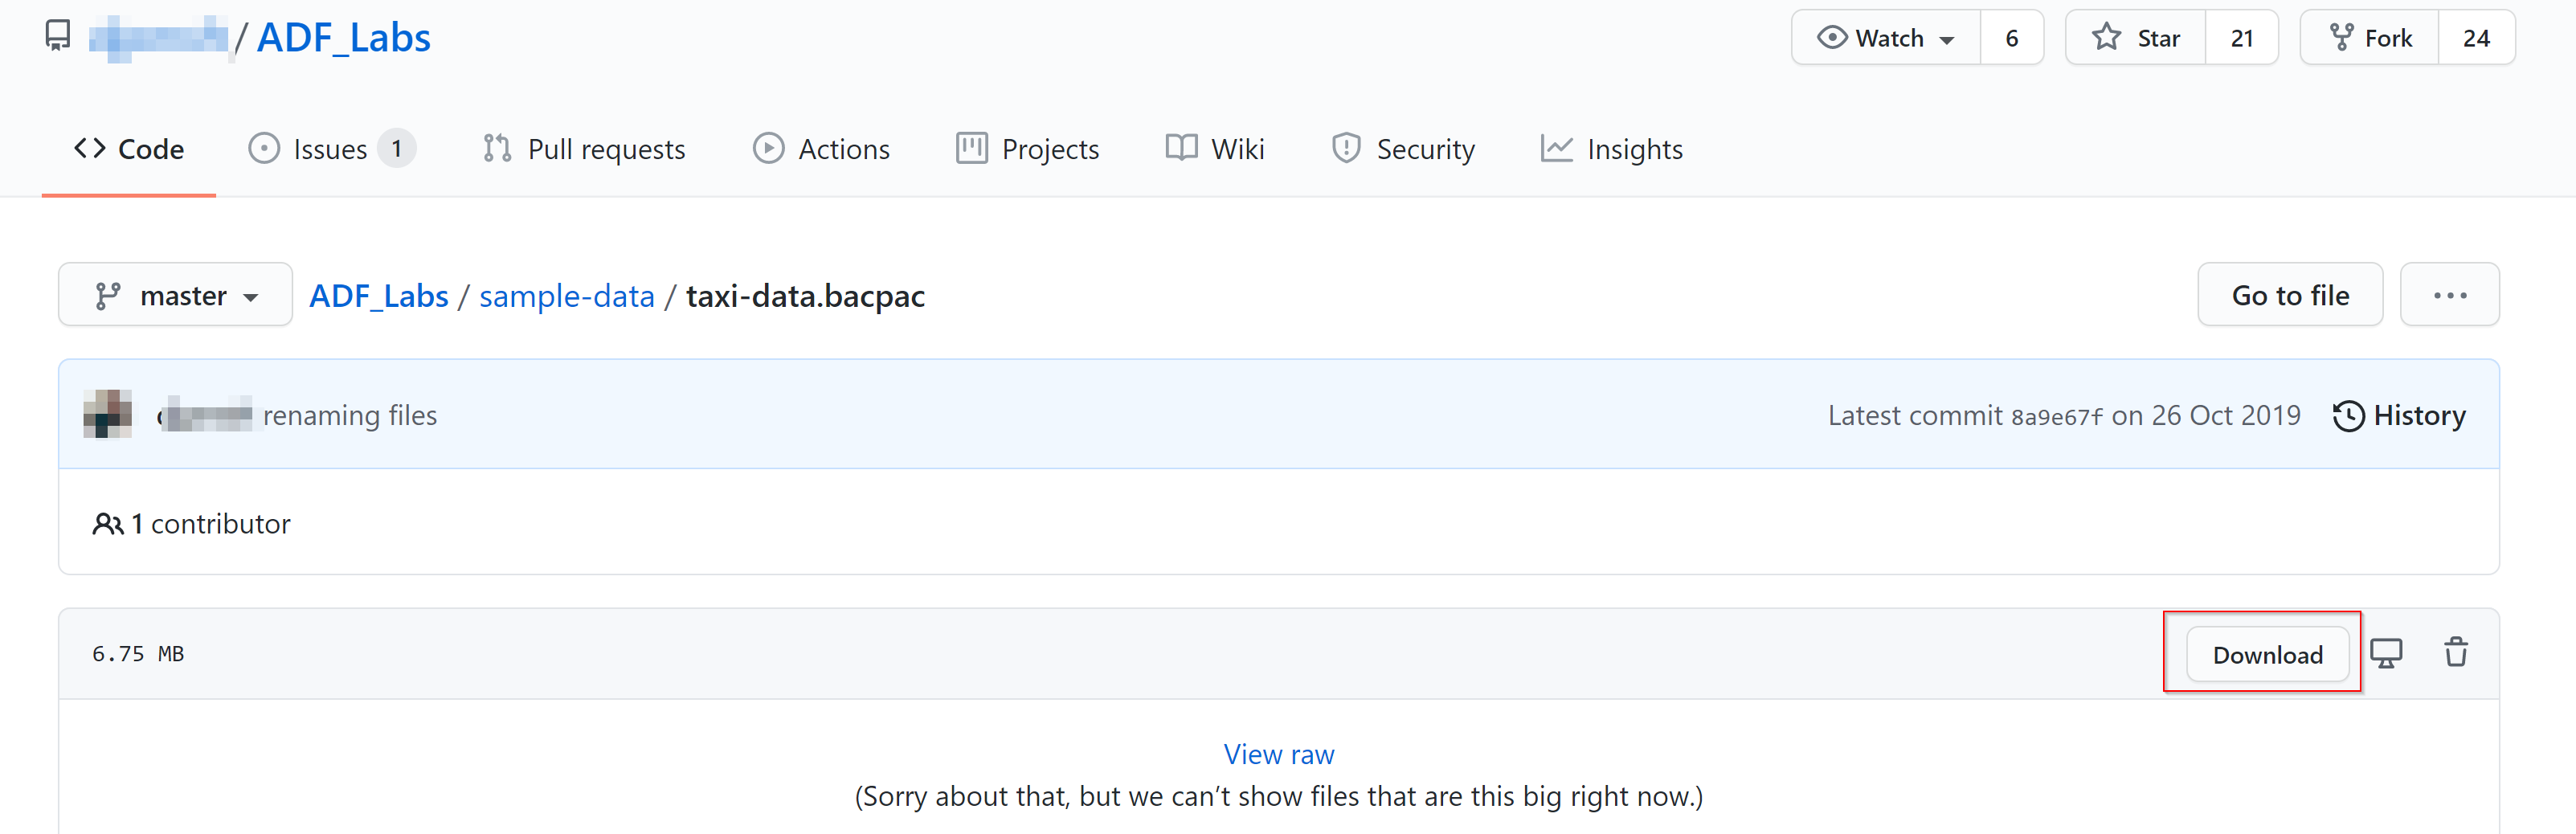 / ADF_Labs
Watch 6 Star 21 Fork 24
Code Issues 1 Pull requests Actions Projects Wiki Security Insights
master ADF_Labs / sample-data / taxi-data.bacpac Go to file ...
renaming files Latest commit 8a9e67f on 26 Oct 2019 History
1 contributor
6.75 MB Download
View raw
(Sorry about that, but we can’t show files that are this big right now.)